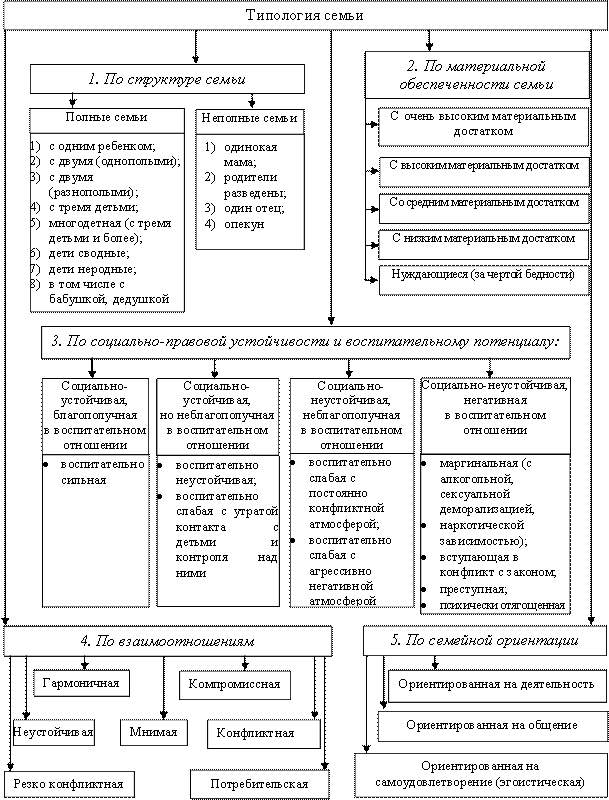 Типология семьи
1. По структуре семьи
Полные семьи
1) с одним ребенком;
2) с двумя (однополыми);
3) с двумя
(разнополыми);
4) с тремя детьми;
5) многодетная (с тремя
детьми и более);
6) дети сводные;
7) дети неродные;
8) в том числе с
бабушкой, дедушкой
Неполные семьи
1) одинокая
мама;
2) родители
разведены;
3) один отец;
4) опекун
2. По материальной
обеспеченности семьи
С очень высоким материальным
достатком
С высоким материальным достатком
Со средним материальным достатком
С низким материальным достатком
Нуждающиеся (за чертой бедности)
3. По социально-правовой устойчивости и воспитательному потенциалу:
Социально-
устойчивая,
благополучная
в воспитательном
отношении
• воспитательно
сильная
Социально-
устойчивая,
но неблагополучная
в воспитательном
отношении
• воспитательно
неустойчивая;
• воспитательно
слабая с утратой
контакта с
детьми и
контроля над
ними
Социально-
неустойчивая,
неблагополучная
в воспитательном
отношении
• воспитательно
слабая с
постоянно
конфликтной
атмосферой;
• воспитательно
слабая с
агрессивно
негативной
атмосферой
Социально-неустойчивая,
негативная
в воспитательном
отношении
• маргинальная (с
алкогольной,
сексуальной
деморализацией,
• наркотической
зависимостью);
• вступающая в
конфликт с законом;
• преступная;
• психически отягощенная
4. По взаимоотношениям
Гармоничная
Компромиссная
Неустойчивая
Мнимая
Конфликтная
Резко конфликтная
Потребительская
5. По семейной ориентации
Ориентированная на деятельность
Ориентированная на общение
Ориентированная на
самоудовлетворение (эгоистическая)